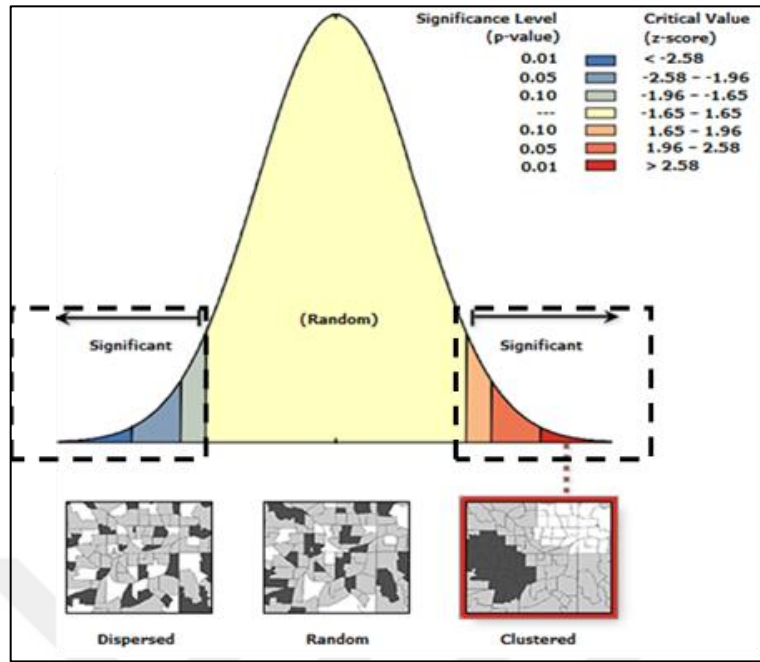 Significance Level
(p-value)
Critical Value
(z-score)
0.01 < -2.58
0.05 -2.58 - -1.96
0.10 -1.96 - -1.65
--- -1.65 - 1.65
0.10 1.65 - 1.96
0.05 1.96 - 2.58
0.01 > 2.58
(Random)
Significant
Significant
Dispersed
Random
Clustered